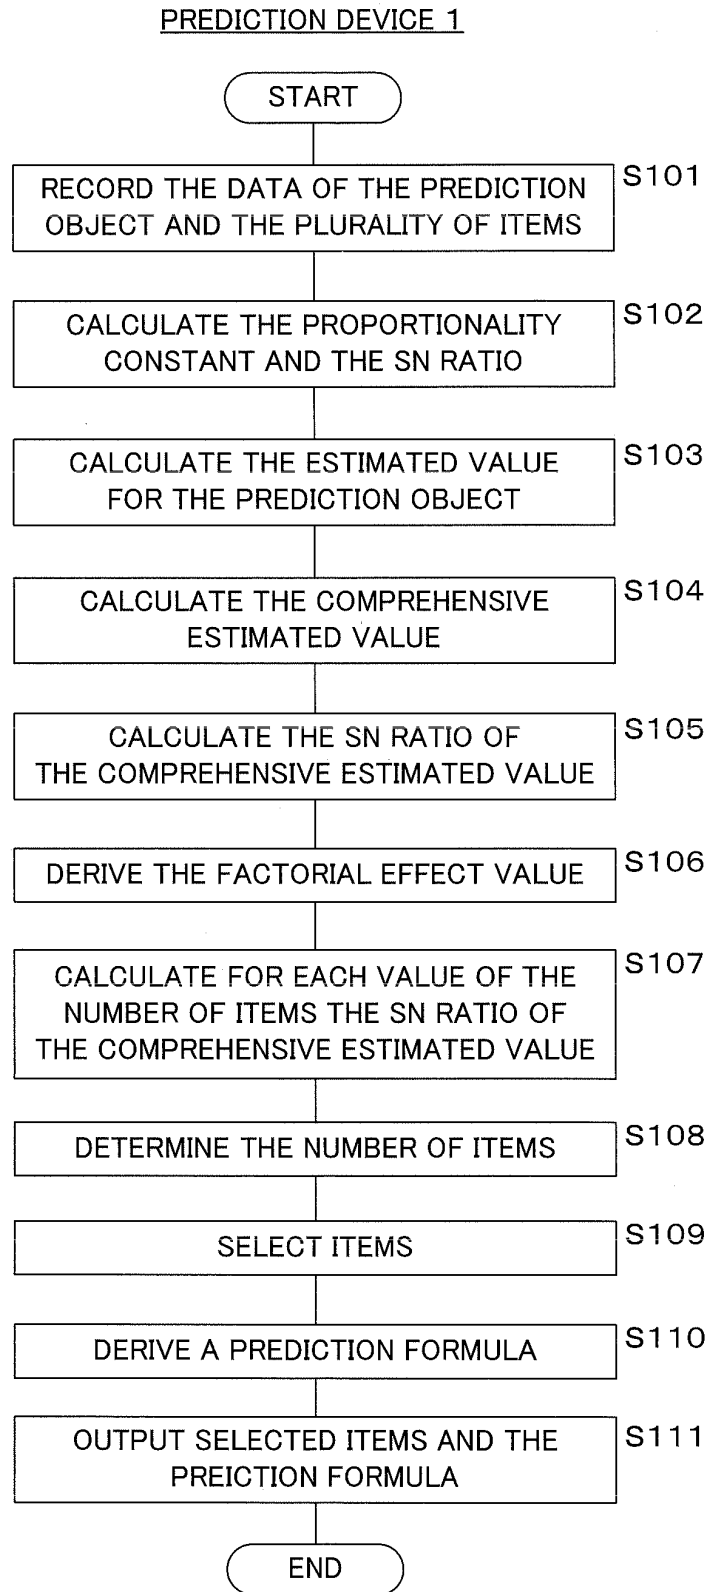 PREDICTION DEVICE 1
START
S101
RECORD THE DATA OF THE PREDICTION
OBJECT AND THE PLURALITY OF ITEMS
S102
CALCULATE THE PROPORTIONALITY
CONSTANT AND THE SN RATIO
S103
CALCULATE THE ESTIMATED VALUE
FOR THE PREDICTION OBJECT
S104
CALCULATE THE COMPREHENSIVE
ESTIMATED VALUE
S105
CALCULATE THE SN RATIO OF
THE COMPREHENSIVE ESTIMATED VALUE
S106
DERIVE THE FACTORIAL EFFECT VALUE
S107
CALCULATE FOR EACH VALUE OF THE
NUMBER OF ITEMS THE SN RATIO OF
THE COMPREHENSIVE ESTIMATED VALUE
S108
DETERMINE THE NUMBER OF ITEMS
S109
SELECT ITEMS
S110
DERIVE A PREDICTION FORMULA
S111
OUTPUT SELECTED ITEMS AND THE
PREICTION FORMULA
END